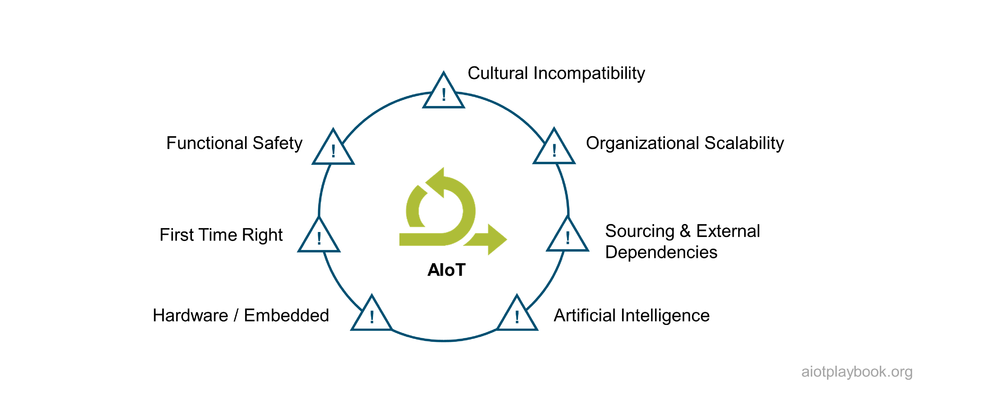 Cultural Incompatibility
Functional Safety
!
!
!
Organizational Scalability
First Time Right
!
!
Sourcing & External
Dependencies
AIoT
Hardware / Embedded
!
!
Artificial Intelligence
aiotplaybook.org